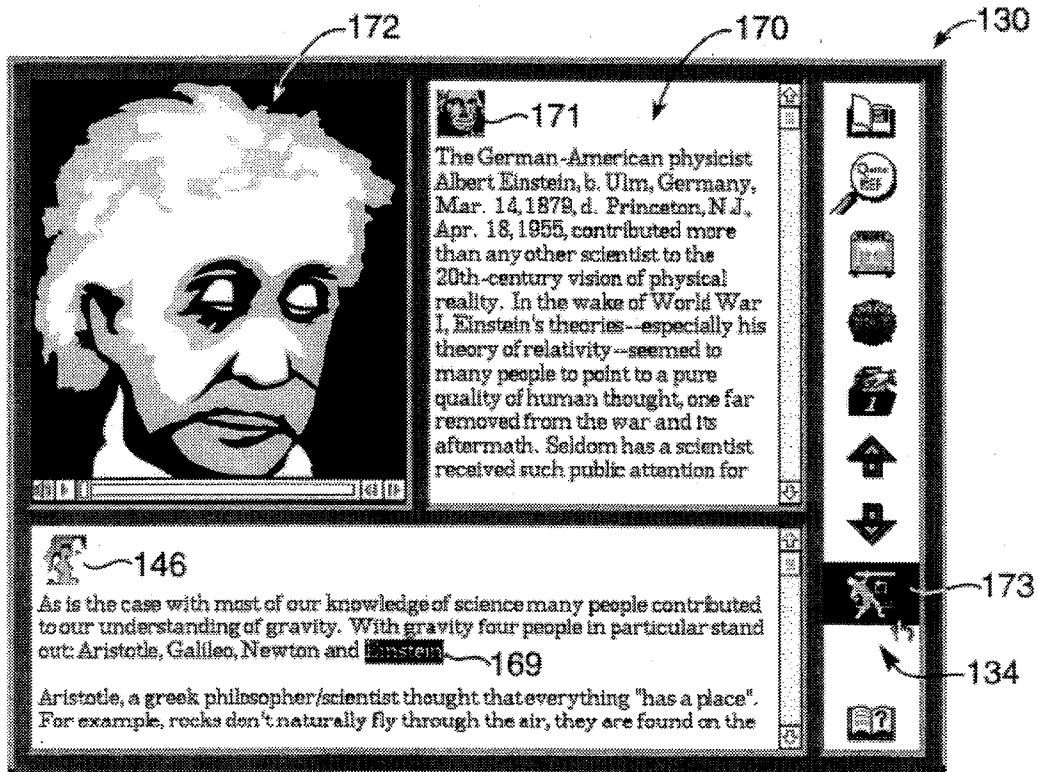 172
170
130
171
The German-American physicist
Albert Einstein, b. Ulm, Germany,
Mar. 14, 1879, d. Princeton, N.J.,
Apr. 18, 1955, contributed more
than any other scientist to the
20th-century vision of physical
reality. In the wake of World War
I, Einstein's theories--especially his
theory of relativity--seemed to
many people to point to a pure
quality of human thought, one far
removed from the war and its
aftermath. Seldom has a scientist
received such public attention for
REF
1
146
As is the case with most of our knowledge of science many people contributed
to our understanding of gravity. With gravity four people in particular stand
out: Aristotle, Galileo, Newton and Einstein
169
Aristotle, a greek philosopher/scientist thought that everything "has a place".
For example, rocks don't naturally fly through the air, they are found on the
173
134
?